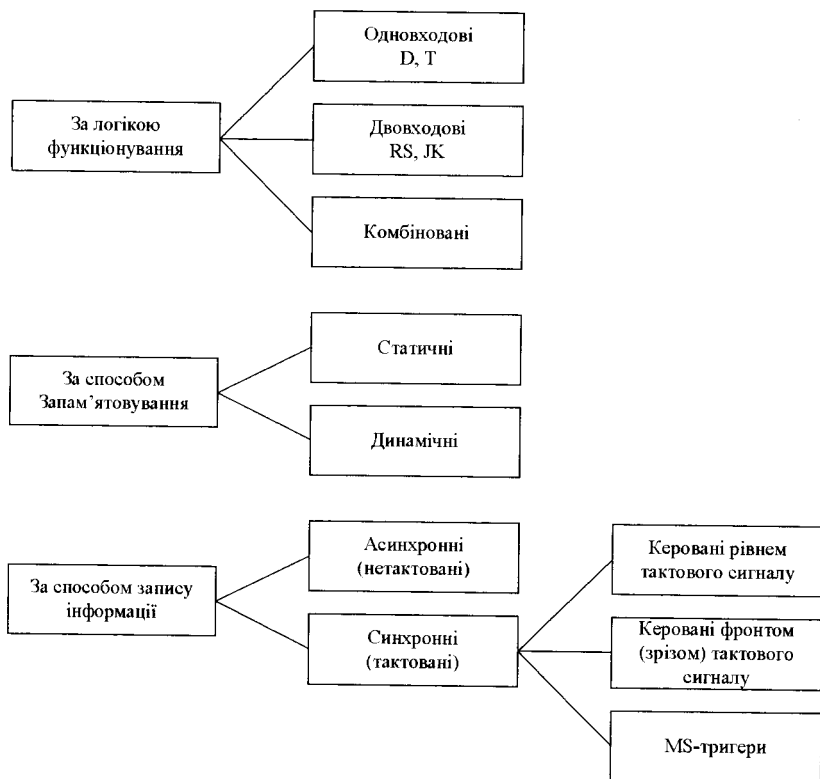 Одновходові
D, T
За логікою
функціонування
Двовходові
RS, JK
Комбіновані
За способом
Запам’ятовування
Статичні
Динамічні
За способом запису
інформації
Асинхронні
(нетактовані)
Синхронні
(тактовані)
Керовані рівнем
тактового сигналу
Керовані фронтом
(зрізом) тактового
сигналу
MS-тригери